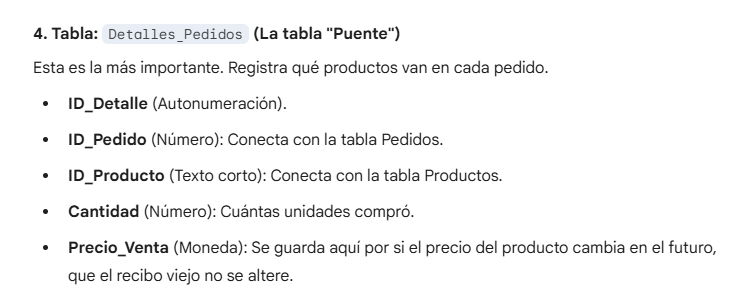 4. Tabla: Detalles_Pedidos (La tabla "Puente")
Esta es la más importante. Registra qué productos van en cada pedido.
• ID_Detalle (Autonumeración).
• ID_Pedido (Número): Conecta con la tabla Pedidos.
• ID_Producto (Texto corto): Conecta con la tabla Productos.
• Cantidad (Número): Cuántas unidades compró.
• Precio_Venta (Moneda): Se guarda aquí por si el precio del producto cambia en el futuro,
que el recibo viejo no se altere.